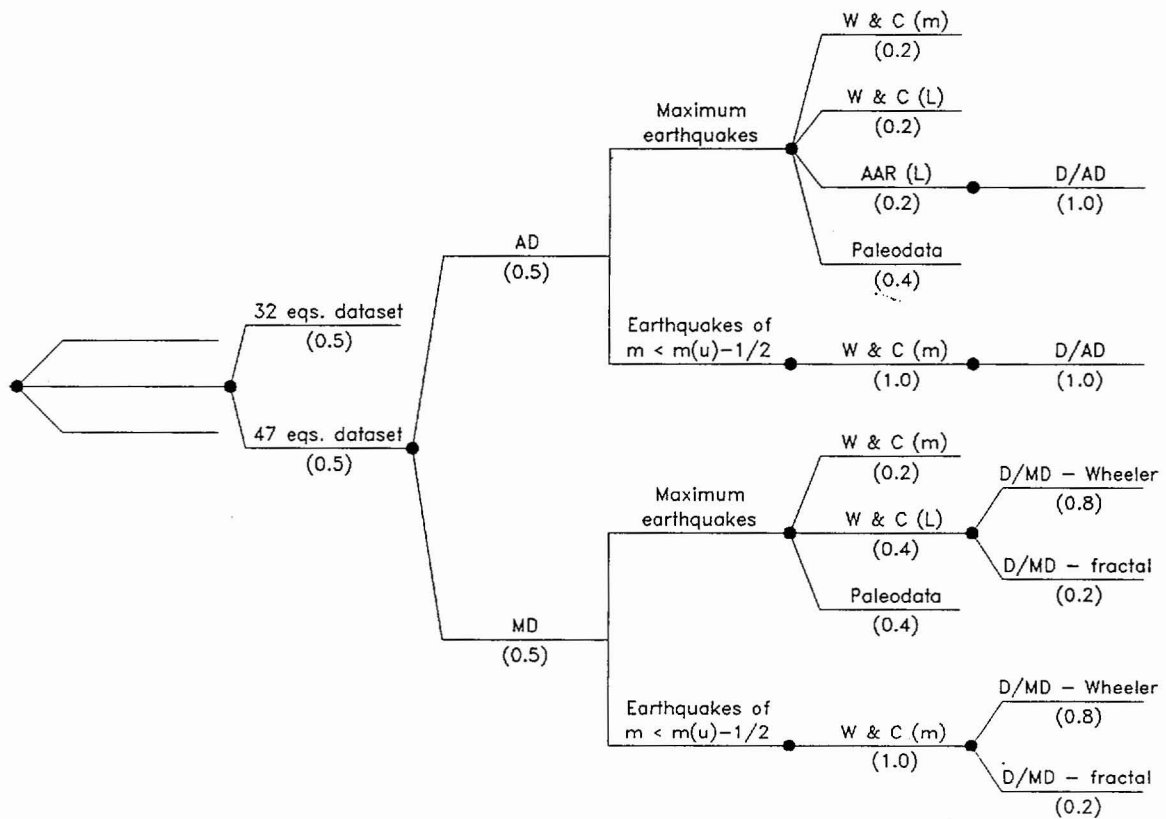 W & C (m)
(0.2)
W & C (L)
(0.2)
Maximum
earthquakes
AAR (L)
(0.2)
D/AD
(1.0)
AD
(0.5)
Paleodata
(0.4)
32 eqs. dataset
(0.5)
Earthquakes of
m < m(u)-1/2
W & C (m)
(1.0)
D/AD
(1.0)
47 eqs. dataset
(0.5)
W & C (m)
(0.2)
Maximum
earthquakes
W & C (L)
(0.4)
D/MD - Wheeler
(0.8)
D/MD - fractal
(0.2)
Paleodata
(0.4)
MD
(0.5)
Earthquakes of
m < m(u)-1/2
W & C (m)
(1.0)
D/MD - Wheeler
(0.8)
D/MD - fractal
(0.2)